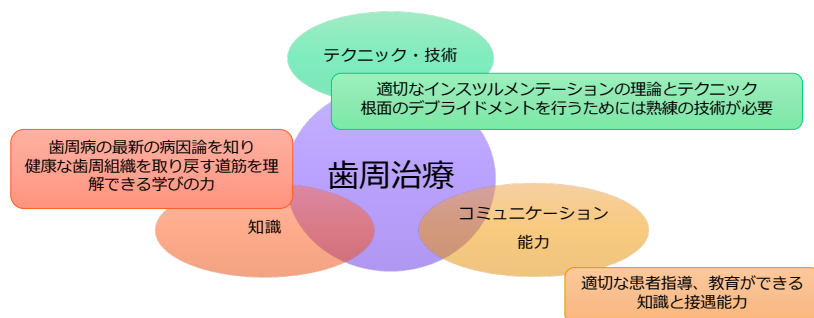 テクニック・技術
適切なインスツルメンテーションの理論とテクニック
根面のデブライドメントを行うためには熟練の技術が必要
歯周病の最新の病因論を知り
健康な歯周組織を取り戻す道筋を理
解できる学びの力
歯周治療
知識
コミュニケーション
能力
適切な患者指導、教育ができる
知識と接遇能力